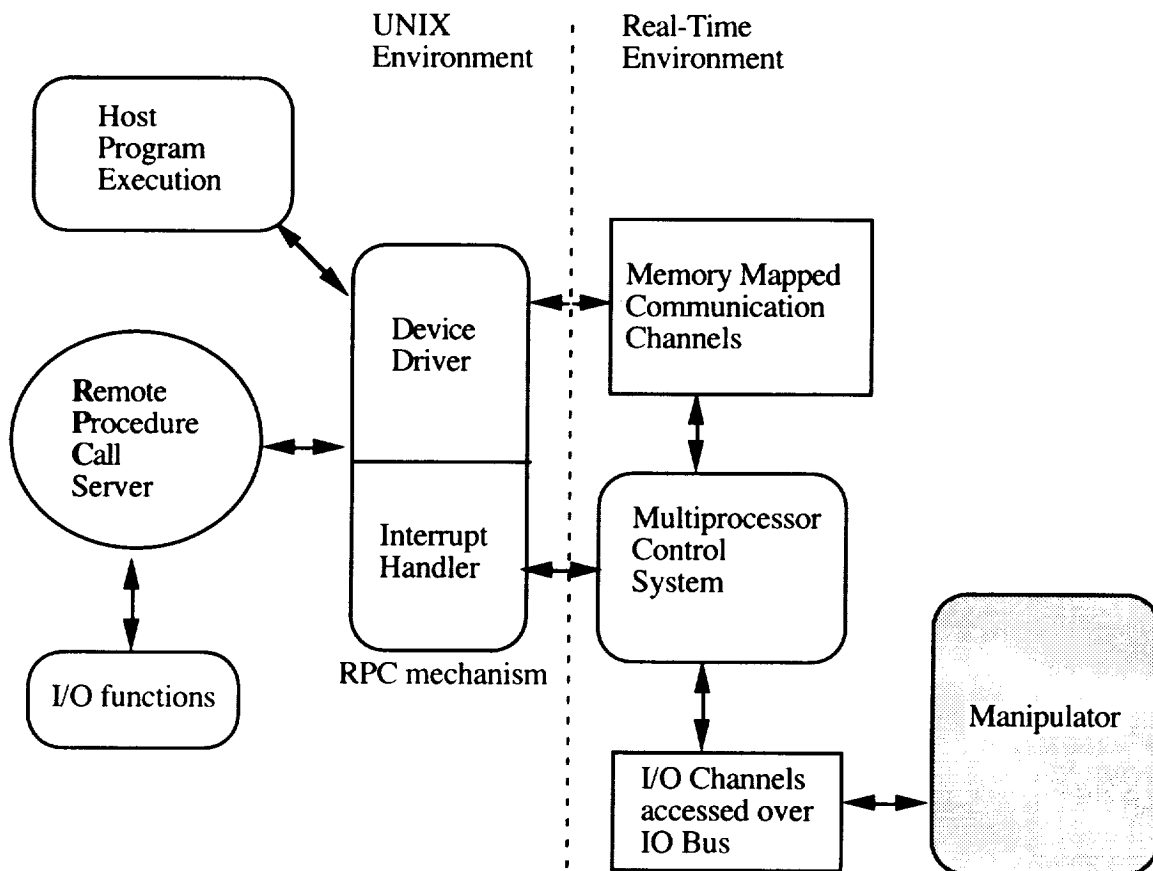 UNIX
Environment
Real-Time
Environment
Host
Program
Execution
Device
Driver
Memory Mapped
Communication
Channels
Remote
Procedure
Call
Server
Interrupt
Handler
Multiprocessor
Control
System
RPC mechanism
I/O functions
Manipulator
I/O Channels
accessed over
IO Bus